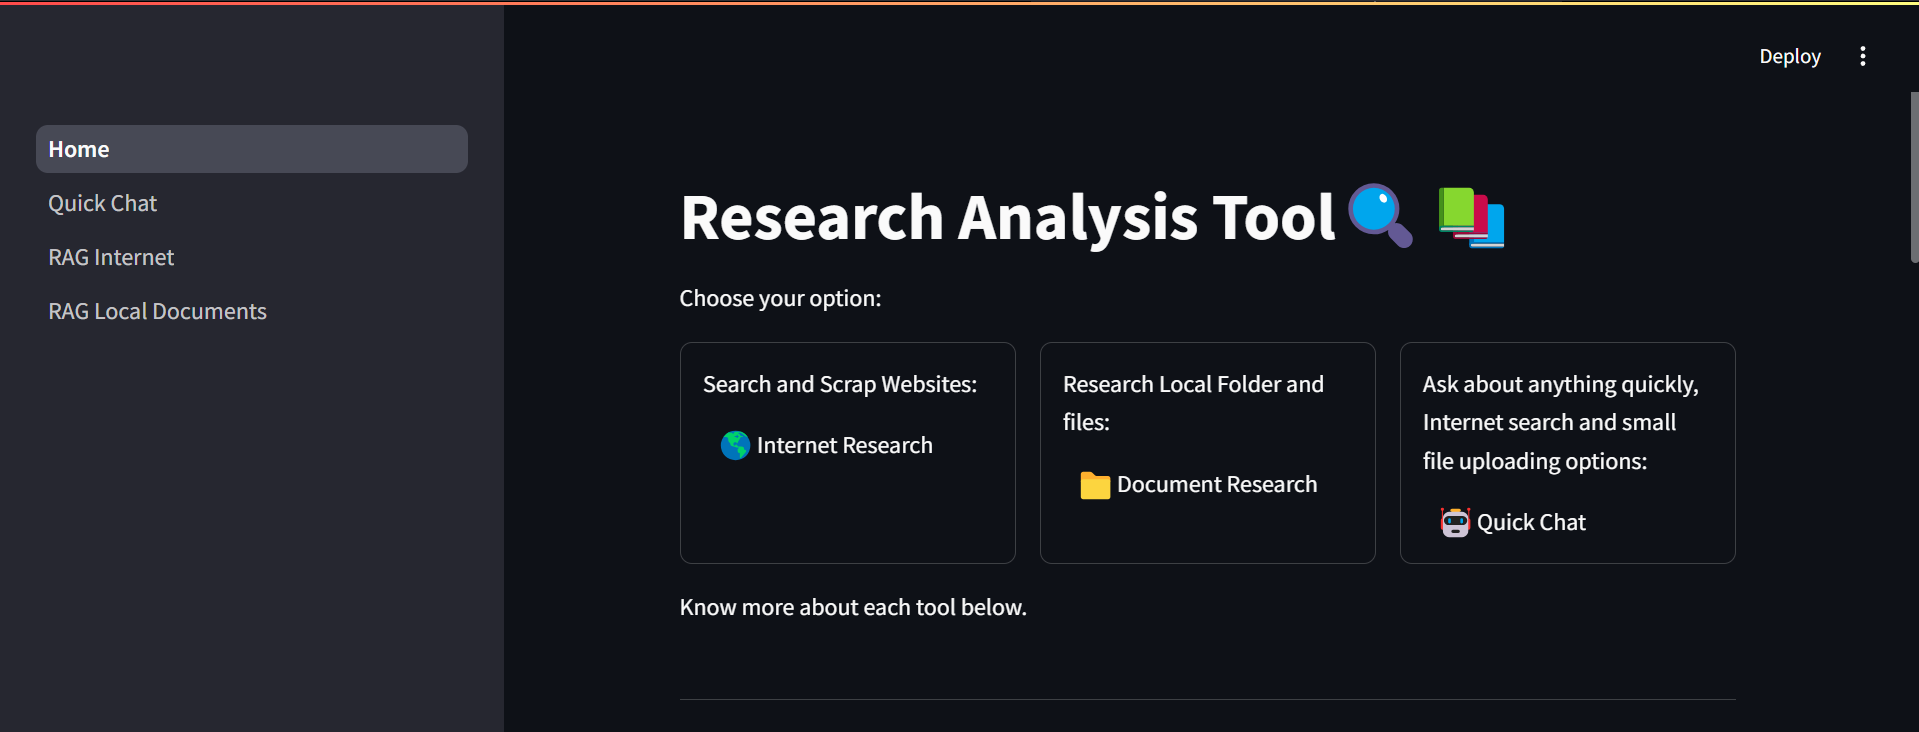 Deploy
Home
Quick Chat
RAG Internet
RAG Local Documents
Research Analysis Tool
Choose your option:
Search and Scrap Websites:
Internet Research
Research Local Folder and
files:
Document Research
Ask about anything quickly,
Internet search and small
file uploading options:
Quick Chat
Know more about each tool below.